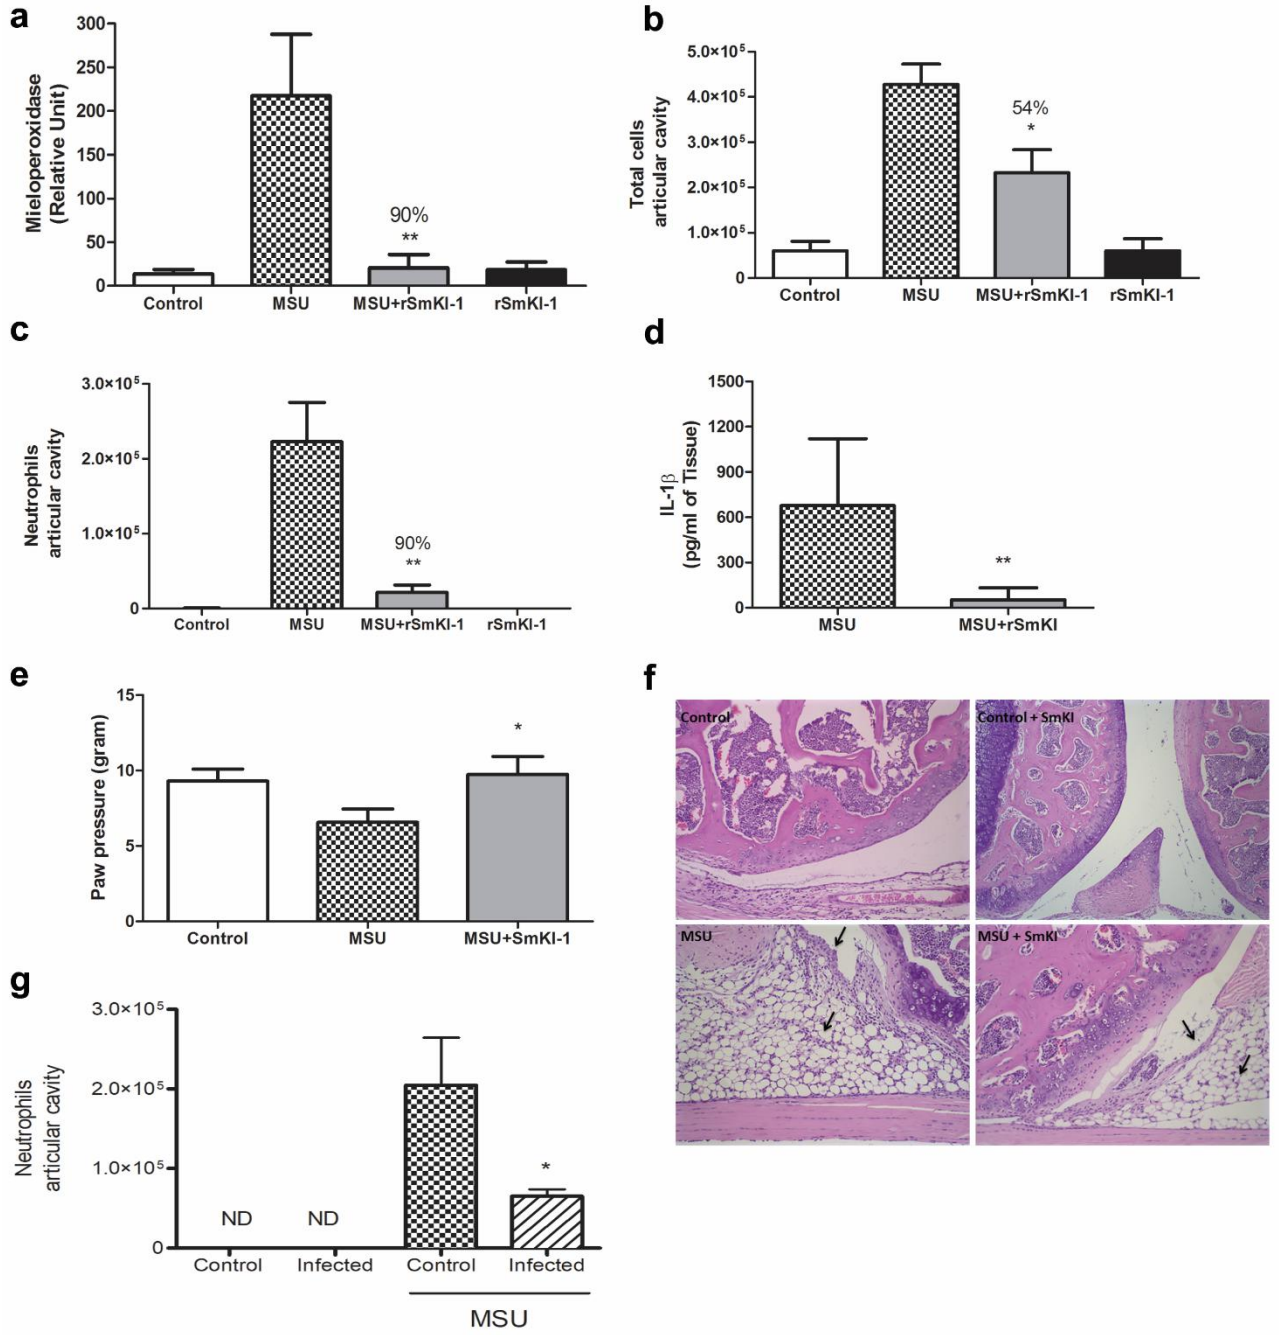 a
Mieloperoxidase
(Relative Unit)
300
250
200
150
100
50
0
90%
**
Control
MSU
MSU+rSmKI-1
rSmKI-1
b
Total cells
articular cavity
5.0×10⁵
4.0×10⁵
3.0×10⁵
2.0×10⁵
1.0×10⁵
0
54%
*
Control
MSU
MSU+rSmKI-1
rSmKI-1
c
Neutrophils
articular cavity
3.0×10⁵
2.0×10⁵
1.0×10⁵
0
90%
**
Control
MSU
MSU+rSmKI-1
rSmKI-1
d
IL-1β
(pg/ml of Tissue)
1500
1200
900
600
300
0
**
MSU
MSU+rSmKI
e
Paw pressure (gram)
15
10
5
0
*
Control
MSU
MSU+SmKI-1
f
Control
Control + SmKI
MSU
MSU + SmKI
g
Neutrophils
articular cavity
3.0×10⁵
2.0×10⁵
1.0×10⁵
0
ND
ND
*
Control
Infected
Control
Infected
MSU